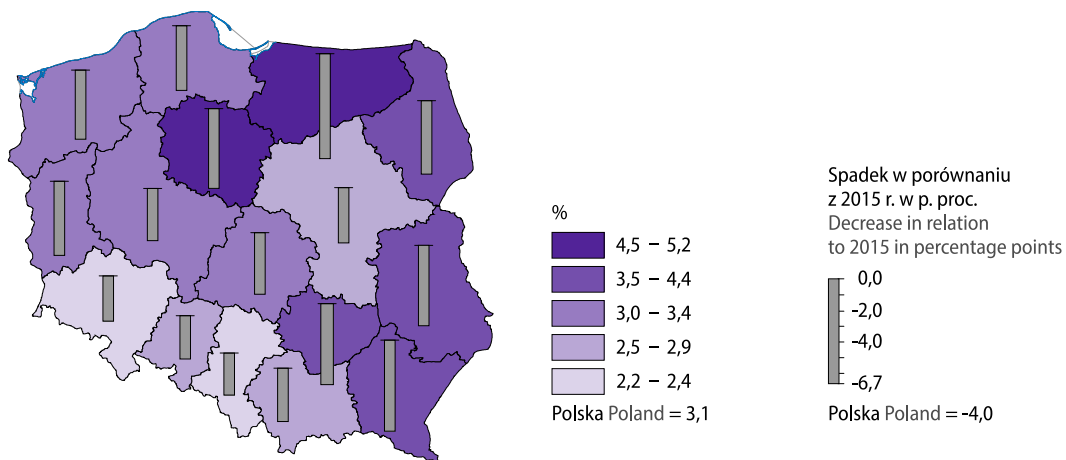 %
4,5 – 5,2
3,5 – 4,4
3,0 – 3,4
2,5 – 2,9
2,2 – 2,4
Polska Poland = 3,1
Spadek w porównaniu
z 2015 r. w p. proc.
Decrease in relation
to 2015 in percentage points
0,0
-2,0
-4,0
-6,7
Polska Poland = -4,0